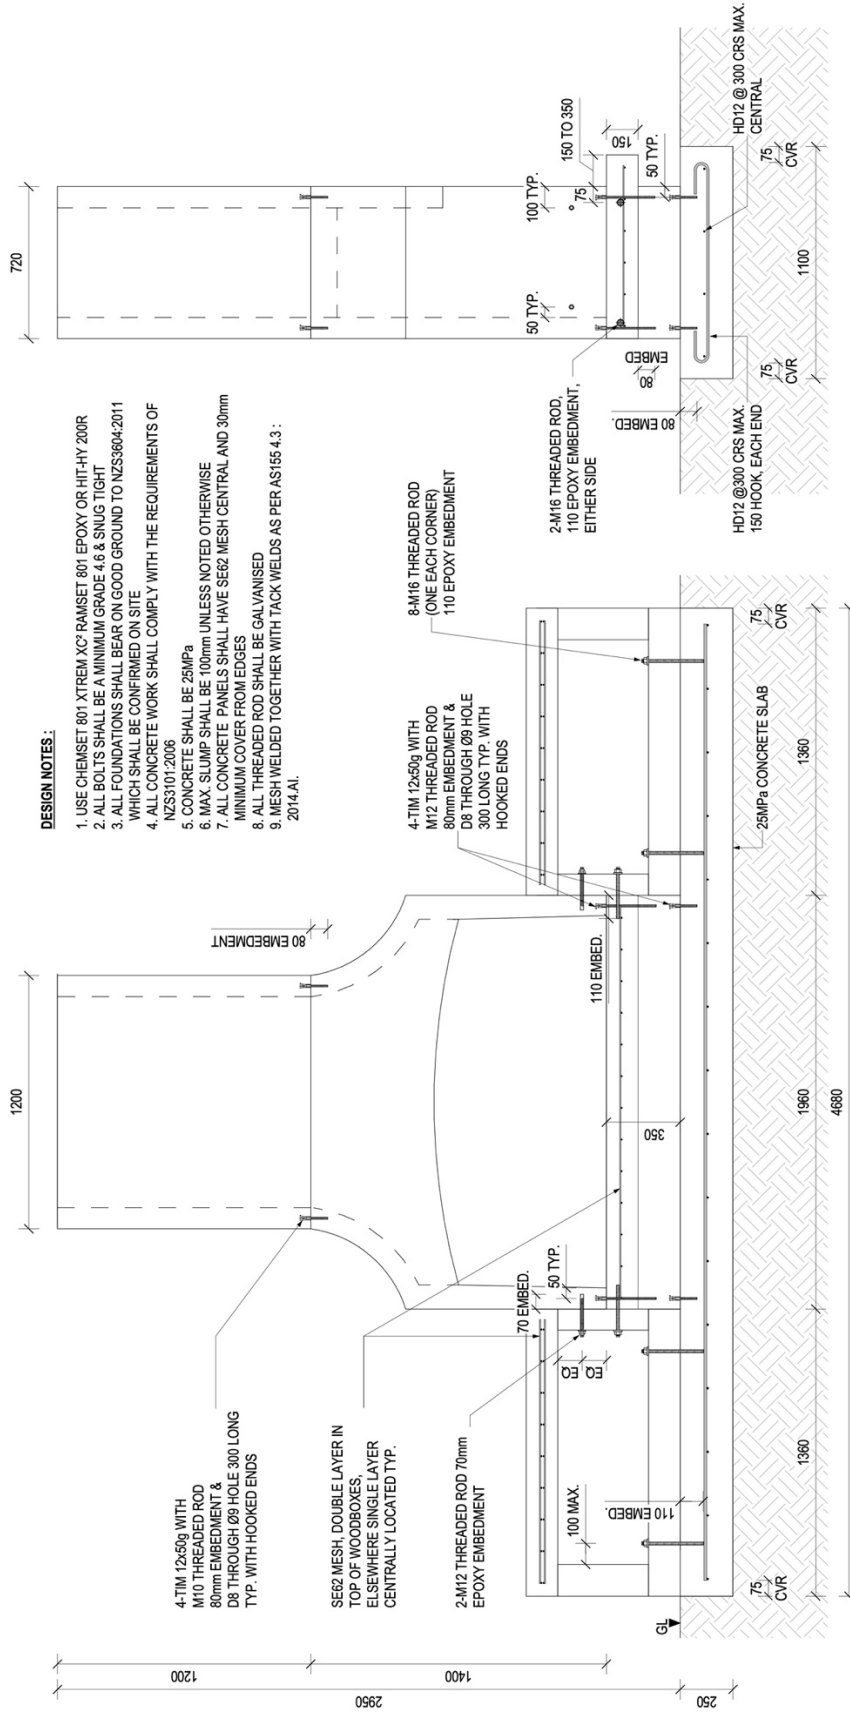 DESIGN NOTES :
1. USE CHEMSET 801 XTREM XC² RAMSET 801 EPOXY OR HIT-HY 200R
2. ALL BOLTS SHALL BE A MINIMUM GRADE 4.6 & SNUG TIGHT
3. ALL FOUNDATIONS SHALL BEAR ON GOOD GROUND TO NZS3604:2011
WHICH SHALL BE CONFIRMED ON SITE
4. ALL CONCRETE WORK SHALL COMPLY WITH THE REQUIREMENTS OF
NZS3101:2006
5. CONCRETE SHALL BE 25MPa
6. MAX. SLUMP SHALL BE 100mm UNLESS NOTED OTHERWISE
7. ALL CONCRETE PANELS SHALL HAVE SE62 MESH CENTRAL AND 30mm
MINIMUM COVER FROM EDGES
8. ALL THREADED ROD SHALL BE GALVANISED
9. MESH WELDED TOGETHER WITH TACK WELDS AS PER AS155 4.3 :
2014.AI.
1200
1200
1400
2950
250
4-TIM 12x50g WITH
M10 THREADED ROD
80mm EMBEDMENT &
D8 THROUGH Ø9 HOLE 300 LONG
TYP. WITH HOOKED ENDS
SE62 MESH, DOUBLE LAYER IN
TOP OF WOODBOXES,
ELSEWHERE SINGLE LAYER
CENTRALLY LOCATED TYP.
2-M12 THREADED ROD 70mm
EPOXY EMBEDMENT
80 EMBEDMENT
4-TIM 12x50g WITH
M12 THREADED ROD
80mm EMBEDMENT &
D8 THROUGH Ø9 HOLE
300 LONG TYP. WITH
HOOKED ENDS
8-M16 THREADED ROD
(ONE EACH CORNER)
110 EPOXY EMBEDMENT
70 EMBED.
50 TYP.
EQ
EQ
100 MAX.
110 EMBED.
110 EMBED.
350
GL
75
CVR
75
CVR
25MPa CONCRETE SLAB
1360
1960
1360
4680
720
50 TYP.
100 TYP.
75
150 TO 350
150
50 TYP.
2-M16 THREADED ROD,
110 EPOXY EMBEDMENT,
EITHER SIDE
80
EMBED
80 EMBED.
HD12 @300 CRS MAX.
150 HOOK, EACH END
75
CVR
75
CVR
HD12 @ 300 CRS MAX.
CENTRAL
1100